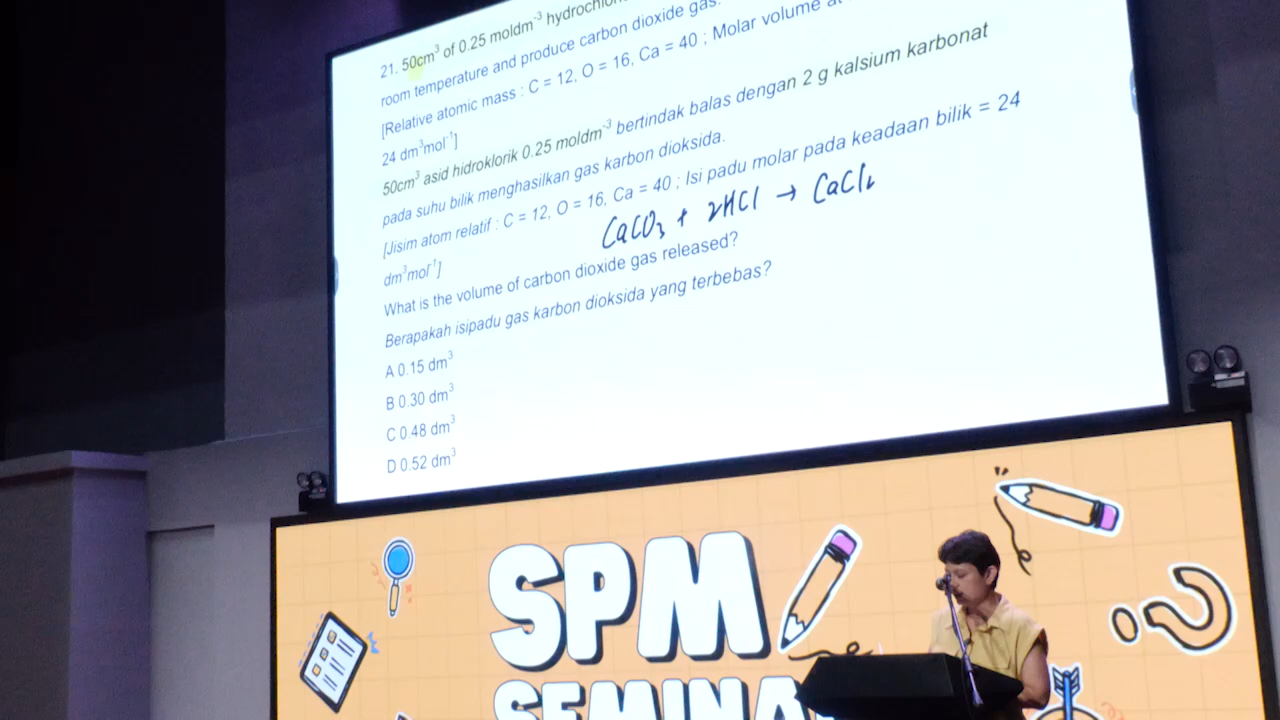 21. 50cm³ of 0.25 moldm⁻³
room temperature and produce carbon dioxide gas.
[Relative atomic mass : C = 12, O = 16, Ca = 40 ; Molar volume at
24 dm³mol⁻¹]
50cm³ asid hidroklorik 0.25 moldm⁻³ bertindak balas dengan 2 g kalsium karbonat
pada suhu bilik menghasilkan gas karbon dioksida.
[Jisim atom relatif : C = 12, O = 16, Ca = 40 ; Isi padu molar pada keadaan bilik = 24
dm³mol⁻¹]
CaCO₃ + 2HCl → CaCl₂
What is the volume of carbon dioxide gas released?
Berapakah isipadu gas karbon dioksida yang terbebas?
A 0.15 dm³
B 0.30 dm³
C 0.48 dm³
D 0.52 dm³
SPM